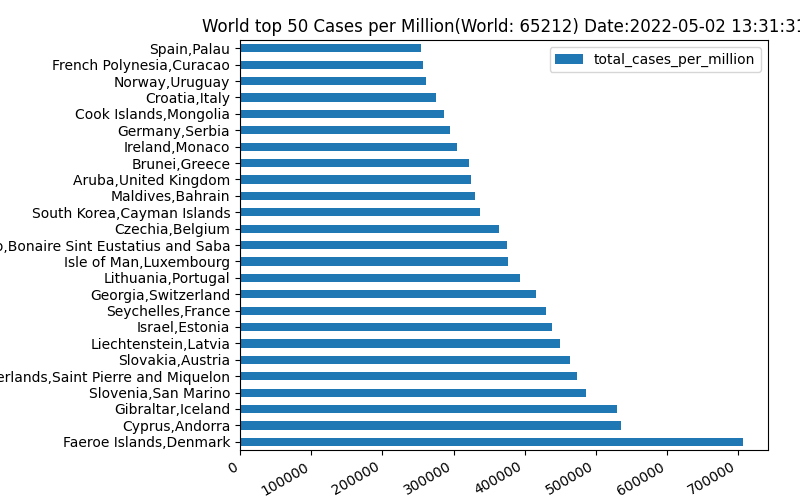 World top 50 Cases per Million(World: 65212) Date:2022-05-02 13:31:31
total_cases_per_million
Spain,Palau
French Polynesia,Curacao
Norway,Uruguay
Croatia,Italy
Cook Islands,Mongolia
Germany,Serbia
Ireland,Monaco
Brunei,Greece
Aruba,United Kingdom
Maldives,Bahrain
South Korea,Cayman Islands
Czechia,Belgium
,Bonaire Sint Eustatius and Saba
Isle of Man,Luxembourg
Lithuania,Portugal
Georgia,Switzerland
Seychelles,France
Israel,Estonia
Liechtenstein,Latvia
Slovakia,Austria
erlands,Saint Pierre and Miquelon
Slovenia,San Marino
Gibraltar,Iceland
Cyprus,Andorra
Faeroe Islands,Denmark
0 100000 200000 300000 400000 500000 600000 700000